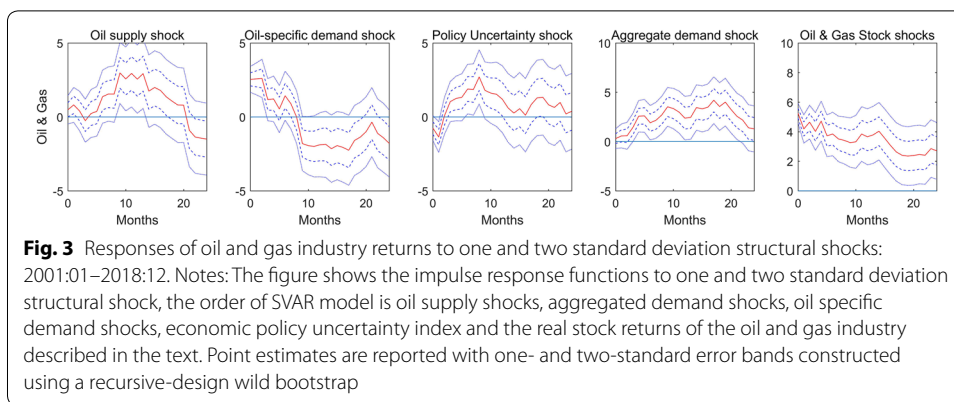 Oil supply shock Oil-specific demand shock Policy Uncertainty shock Aggregate demand shock Oil & Gas Stock shocks
Oil & Gas
5 0 -5
0 10 20
Months
5 0 -5
0 10 20
Months
5 0 -5
0 10 20
Months
10 5 0 -5
0 10 20
Months
10 8 6 4 2 0
0 10 20
Months
Fig. 3 Responses of oil and gas industry returns to one and two standard deviation structural shocks:
2001:01–2018:12. Notes: The figure shows the impulse response functions to one and two standard deviation
structural shock, the order of SVAR model is oil supply shocks, aggregated demand shocks, oil specific
demand shocks, economic policy uncertainty index and the real stock returns of the oil and gas industry
described in the text. Point estimates are reported with one- and two-standard error bands constructed
using a recursive-design wild bootstrap